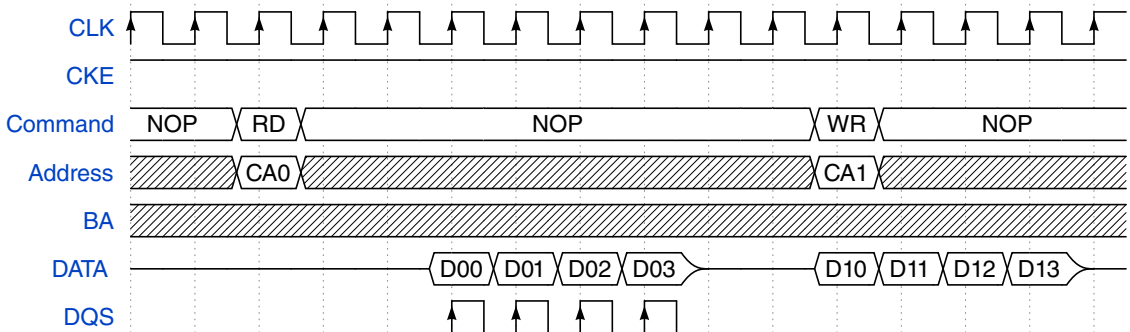 CLK
CKE
Command NOP RD NOP WR NOP
Address CA0 CA1
BA
DATA D00 D01 D02 D03 D10 D11 D12 D13
DQS